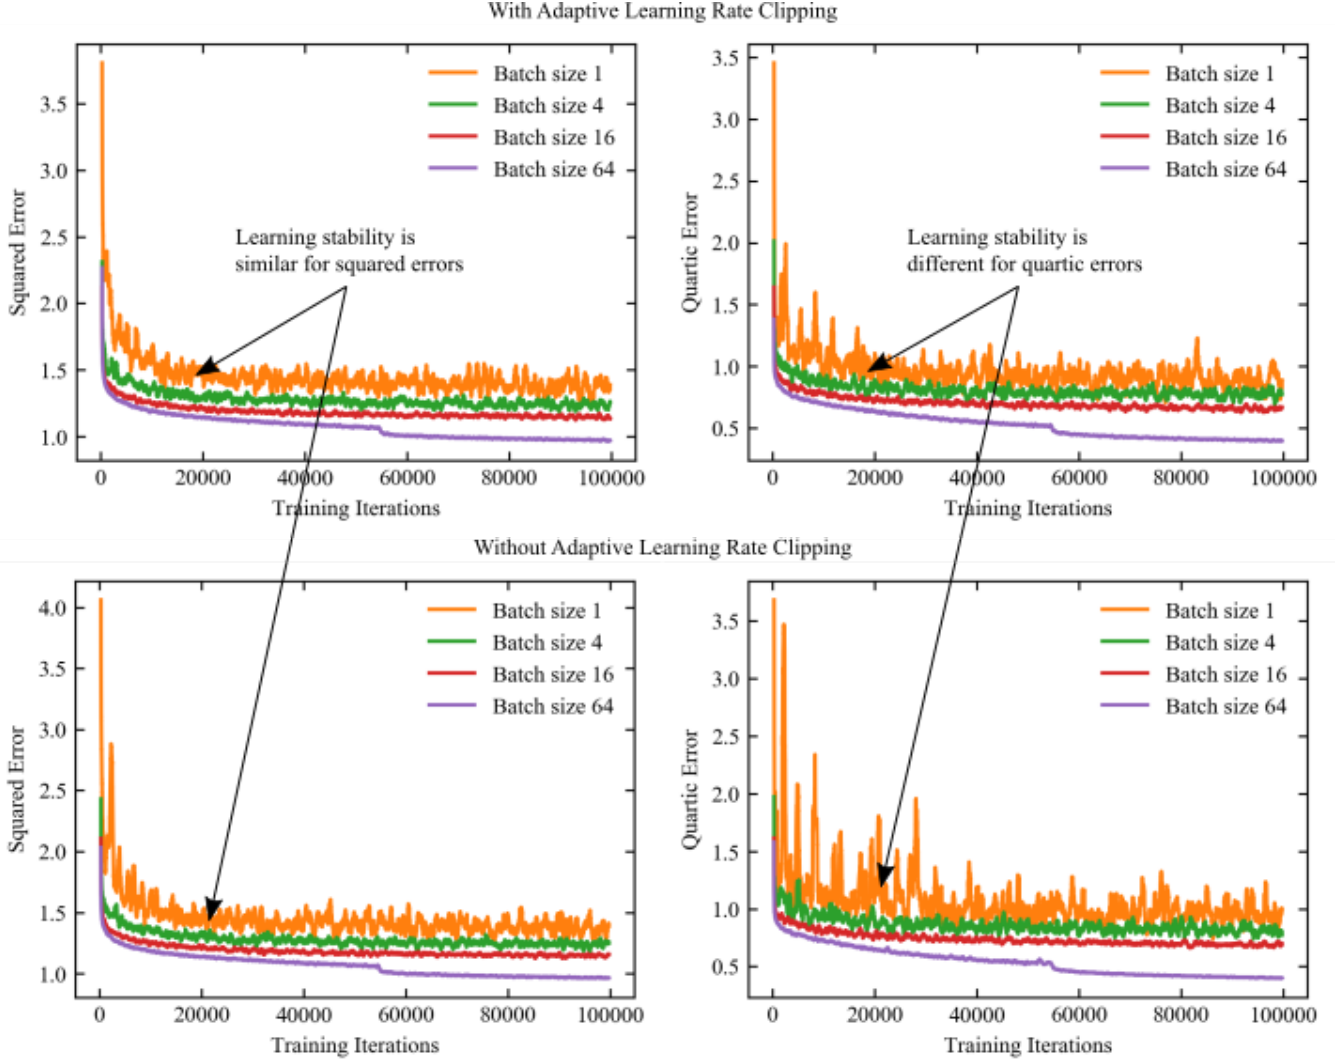 With Adaptive Learning Rate Clipping
3.5
3.0
2.5
2.0
1.5
1.0
Squared Error
Batch size 1
Batch size 4
Batch size 16
Batch size 64
Learning stability is
similar for squared errors
0 20000 40000 60000 80000 100000
Training Iterations
3.5
3.0
2.5
2.0
1.5
1.0
0.5
Quartic Error
Batch size 1
Batch size 4
Batch size 16
Batch size 64
Learning stability is
different for quartic errors
0 20000 40000 60000 80000 100000
Training Iterations
Without Adaptive Learning Rate Clipping
4.0
3.5
3.0
2.5
2.0
1.5
1.0
Squared Error
Batch size 1
Batch size 4
Batch size 16
Batch size 64
0 20000 40000 60000 80000 100000
Training Iterations
3.5
3.0
2.5
2.0
1.5
1.0
0.5
Quartic Error
Batch size 1
Batch size 4
Batch size 16
Batch size 64
0 20000 40000 60000 80000 100000
Training Iterations